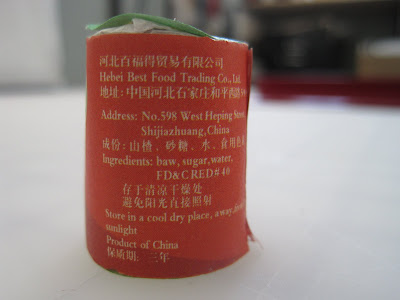 河北百福得贸易有限公司
Hebei Best Food Trading Co., Ltd.
地址: 中国河北石家庄和平西路
Address: No.598 West Heping Street,
Shijiazhuang,China
成份: 山楂、砂糖、水、食用色素
Ingredients: baw, sugar,water,
FD&C RED#40
存于清凉干燥处
避免阳光直接照射
Store in a cool dry place, away
sunlight
Product of China
保质期: 三年